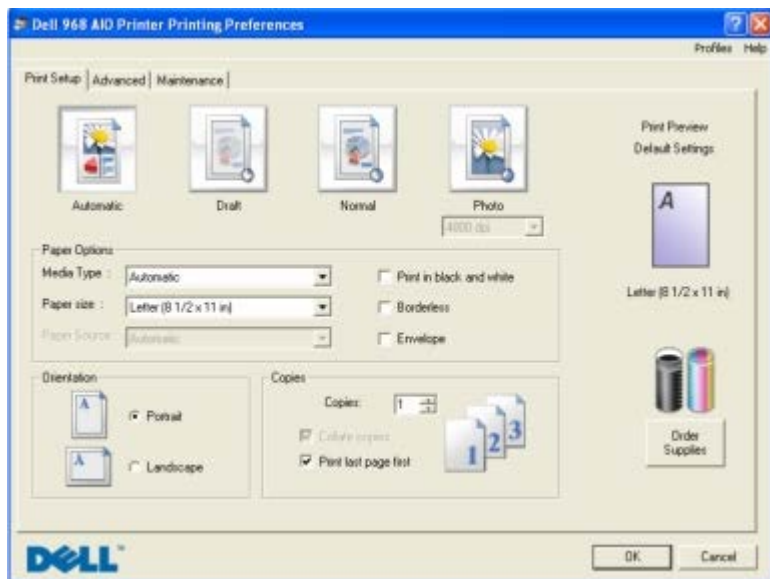 Dell 968 AIO Printer Printing Preferences
Profiles Help
Print Setup Advanced Maintenance
Automatic
Draft
Normal
Photo
4800 dpi
Print Preview
Default Settings
A
Letter (8 1/2 x 11 in)
Paper Options
Media Type : Automatic
Print in black and white
Paper size : Letter (8 1/2 x 11 in)
Borderless
Paper Source : Automatic
Envelope
Orientation
A
Portrait
A
Landscape
Copies
Copies: 1
Collate copies
Print last page first
1 2 3
Order
Supplies
DELL™
OK Cancel